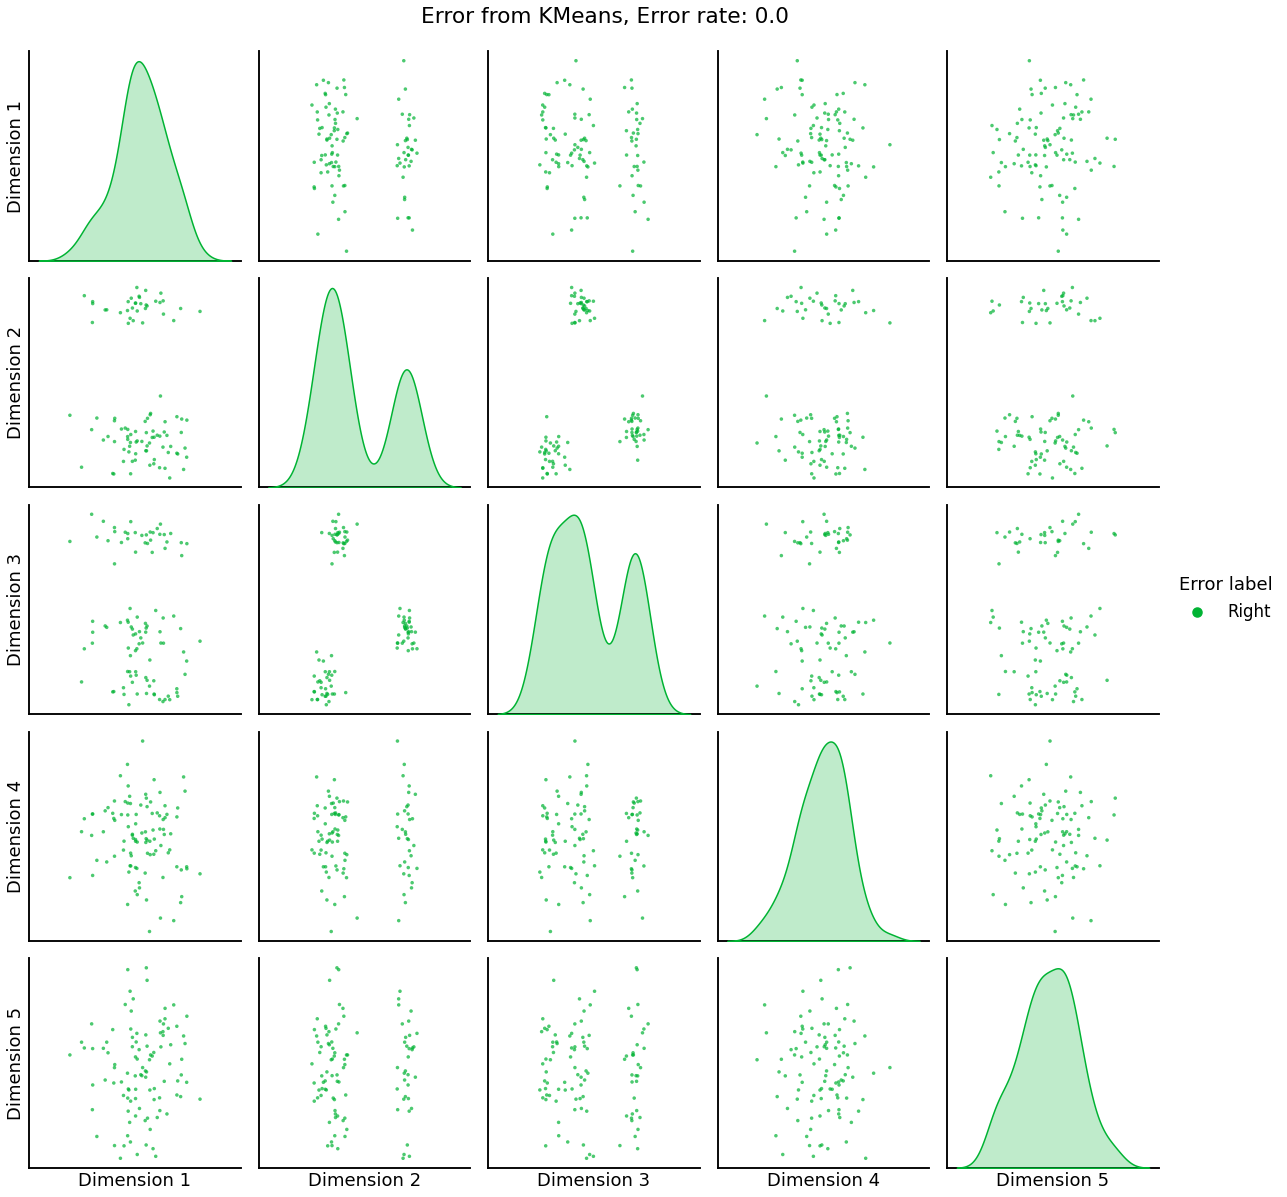 Error from KMeans, Error rate: 0.0
Dimension 1
Dimension 2
Dimension 3
Error label
Right
Dimension 4
Dimension 5
Dimension 1
Dimension 2
Dimension 3
Dimension 4
Dimension 5